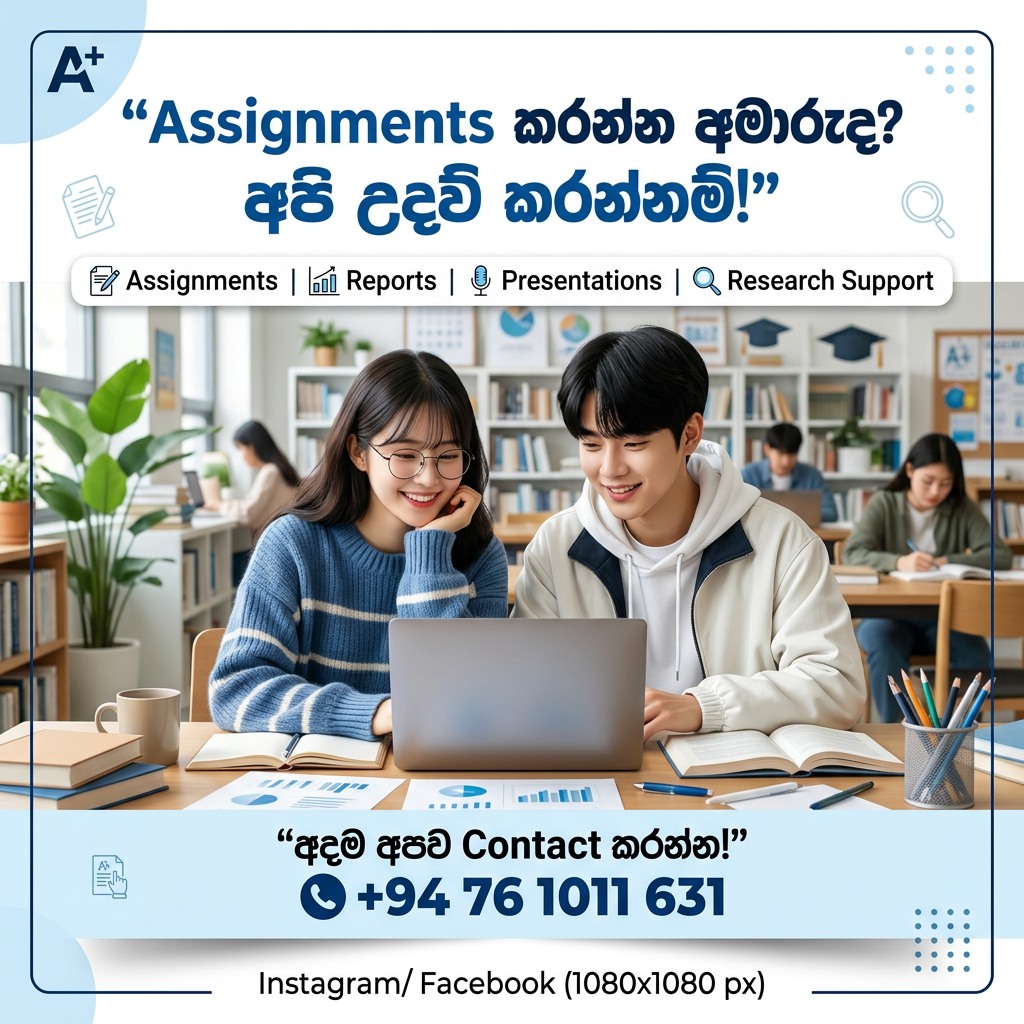 A+
“Assignments කරන්න අමාරුද?
අපි උදව් කරන්නම්!”
Assignments | Reports | Presentations | Research Support
A+
“අදම අපව Contact කරන්න!”
+94 76 1011 631
Instagram/ Facebook (1080x1080 px)